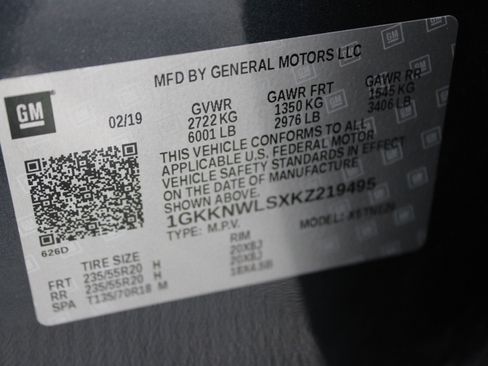 MFD BY GENERAL MOTORS LLC
GM
02/19
GVWR GAWR FRT GAWR RR
2722 KG 1350 KG 1545 KG
6001 LB 2976 LB 3406 LB
THIS VEHICLE CONFORMS TO ALL
APPLICABLE U.S. FEDERAL MOTOR
VEHICLE SAFETY STANDARDS IN
EFFECT ON THE DATE OF MANUFACTURE
SHOWN ABOVE.
1GKKNWLSXKZ219495
TYPE: M.P.V. MODEL:
626D
TIRE SIZE RIM
FRT 235/55R20 H 20X8J
RR 235/55R20 H 20X8J
SPA T135/70R18 M 18X4.5B